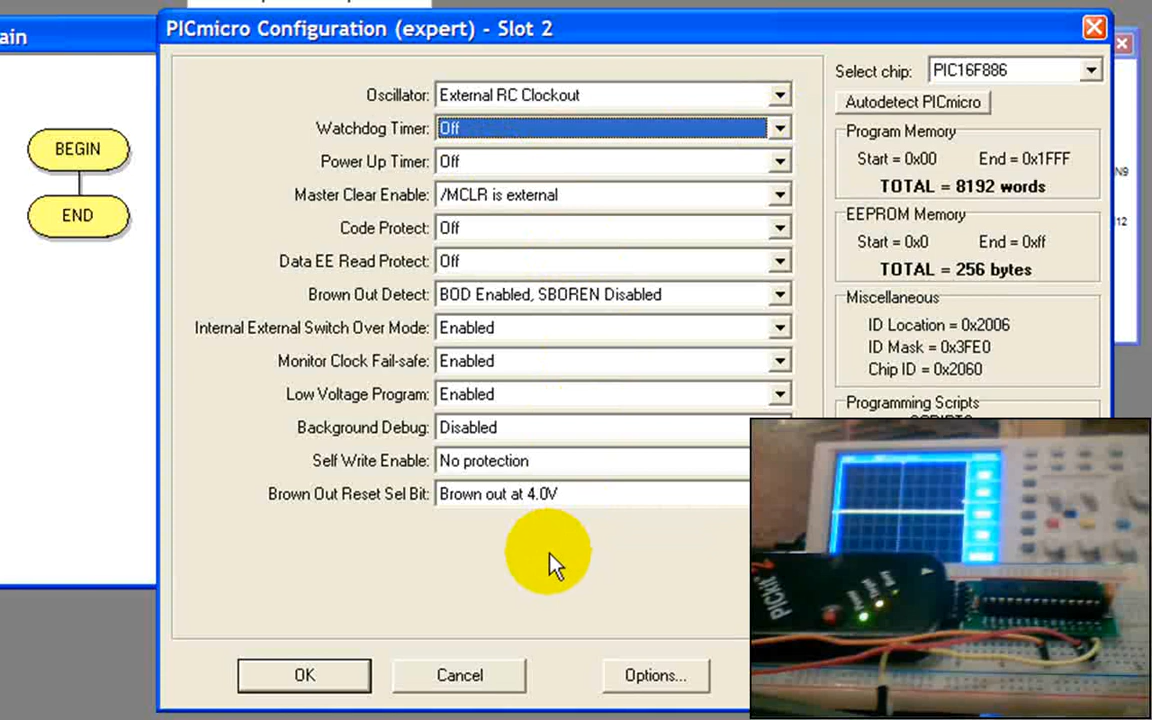 ain
PICmicro Configuration (expert) - Slot 2
BEGIN
END
Oscillator: External RC Clockout
Watchdog Timer: Off
Power Up Timer: Off
Master Clear Enable: /MCLR is external
Code Protect: Off
Data EE Read Protect: Off
Brown Out Detect: BOD Enabled, SBOREN Disabled
Internal External Switch Over Mode: Enabled
Monitor Clock Fail-safe: Enabled
Low Voltage Program: Enabled
Background Debug: Disabled
Self Write Enable: No protection
Brown Out Reset Sel Bit: Brown out at 4.0V
OK Cancel Options...
Select chip: PIC16F886
Autodetect PICmicro
Program Memory
Start = 0x00 End = 0x1FFF
TOTAL = 8192 words
EEPROM Memory
Start = 0x0 End = 0xff
TOTAL = 256 bytes
Miscellaneous
ID Location = 0x2006
ID Mask = 0x3FE0
Chip ID = 0x2060
Programming Scripts
N9
12
PICkit 2
Power
Target
Busy